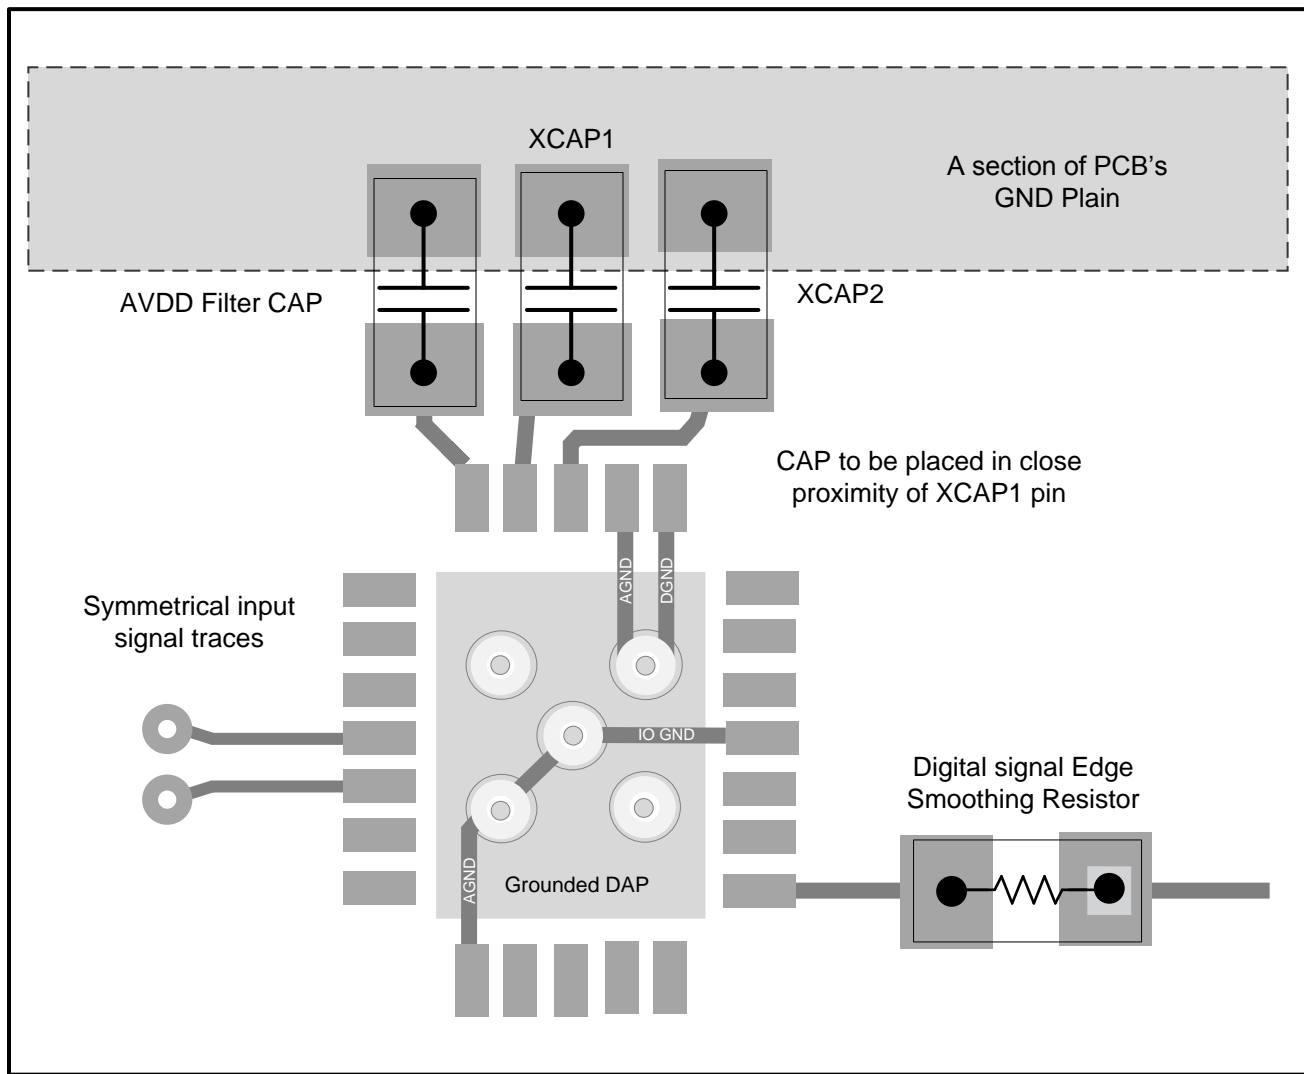 XCAP1
A section of PCB's
GND Plain
AVDD Filter CAP
XCAP2
CAP to be placed in close
proximity of XCAP1 pin
AGND
DGND
Symmetrical input
signal traces
IO GND
Digital signal Edge
Smoothing Resistor
AGND
Grounded DAP